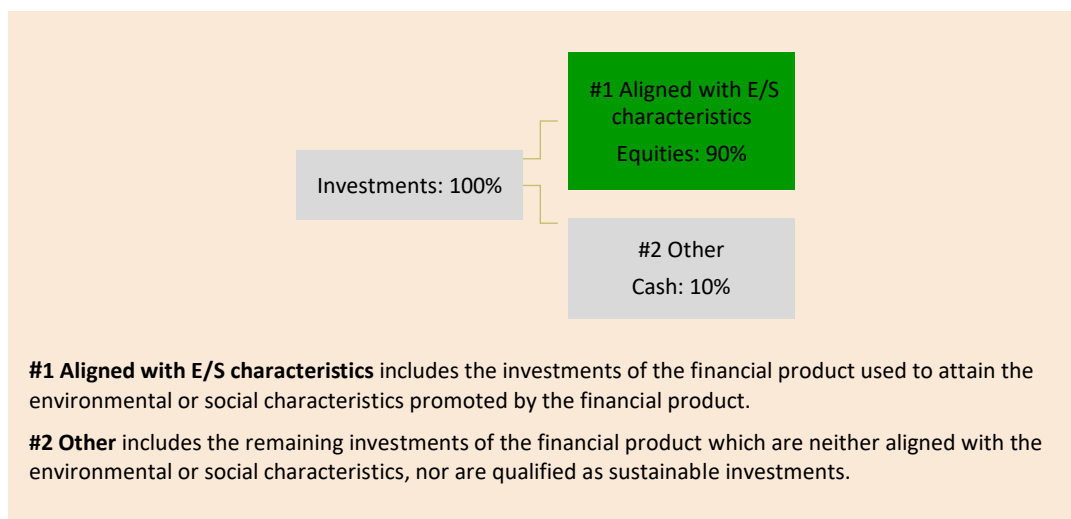 #1 Aligned with E/S
characteristics
Equities: 90%
Investments: 100%
#2 Other
Cash: 10%
#1 Aligned with E/S characteristics includes the investments of the financial product used to attain the
environmental or social characteristics promoted by the financial product.
#2 Other includes the remaining investments of the financial product which are neither aligned with the
environmental or social characteristics, nor are qualified as sustainable investments.